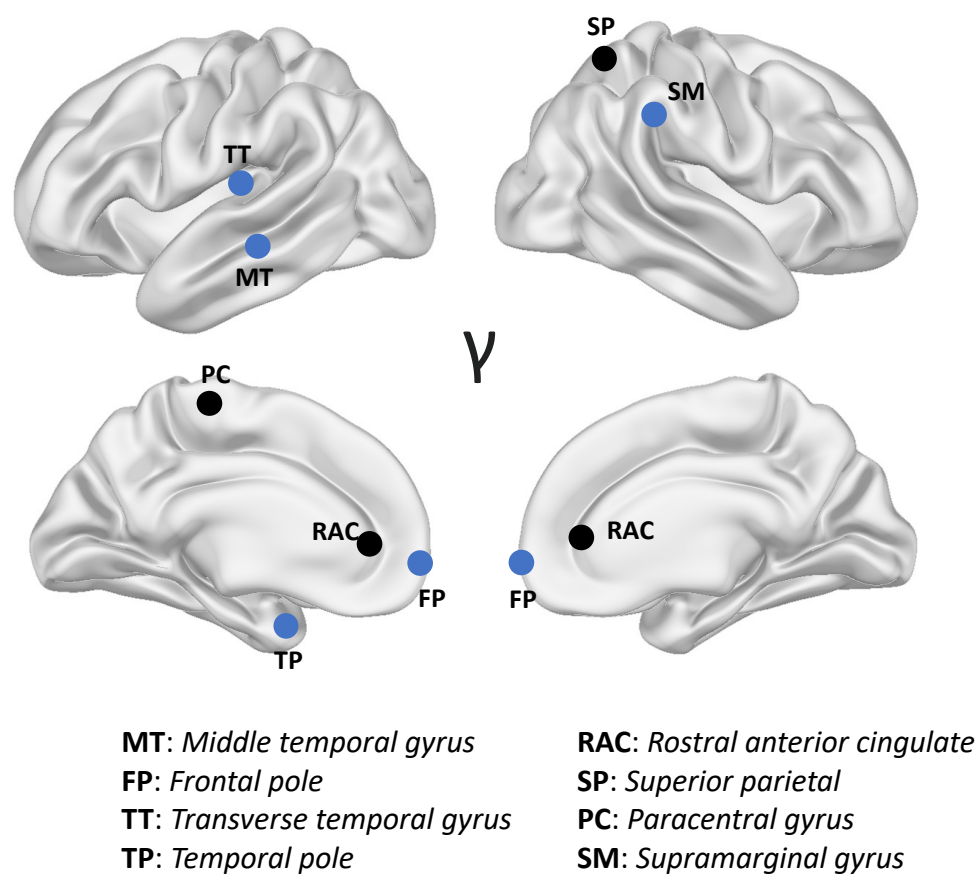 SP
SM
TT
MT
γ
PC
RAC
RAC
FP
FP
TP
MT: Middle temporal gyrus
FP: Frontal pole
TT: Transverse temporal gyrus
TP: Temporal pole
RAC: Rostral anterior cingulate
SP: Superior parietal
PC: Paracentral gyrus
SM: Supramarginal gyrus